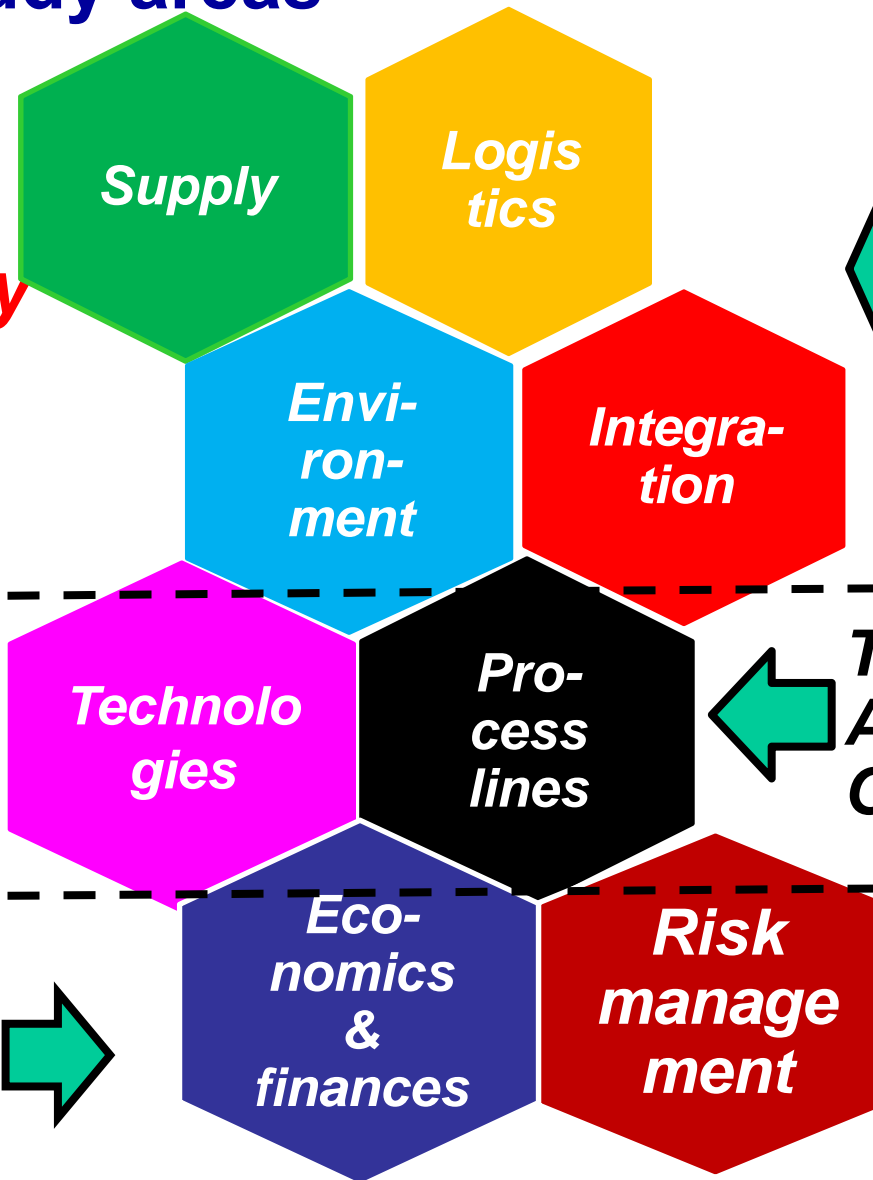 areas
Supply
Logis
tics
y
Envi-
ron-
ment
Integra-
tion
Technolo
gies
Pro-
cess
lines
T
A
Eco-
nomics
&
finances
Risk
manage
ment